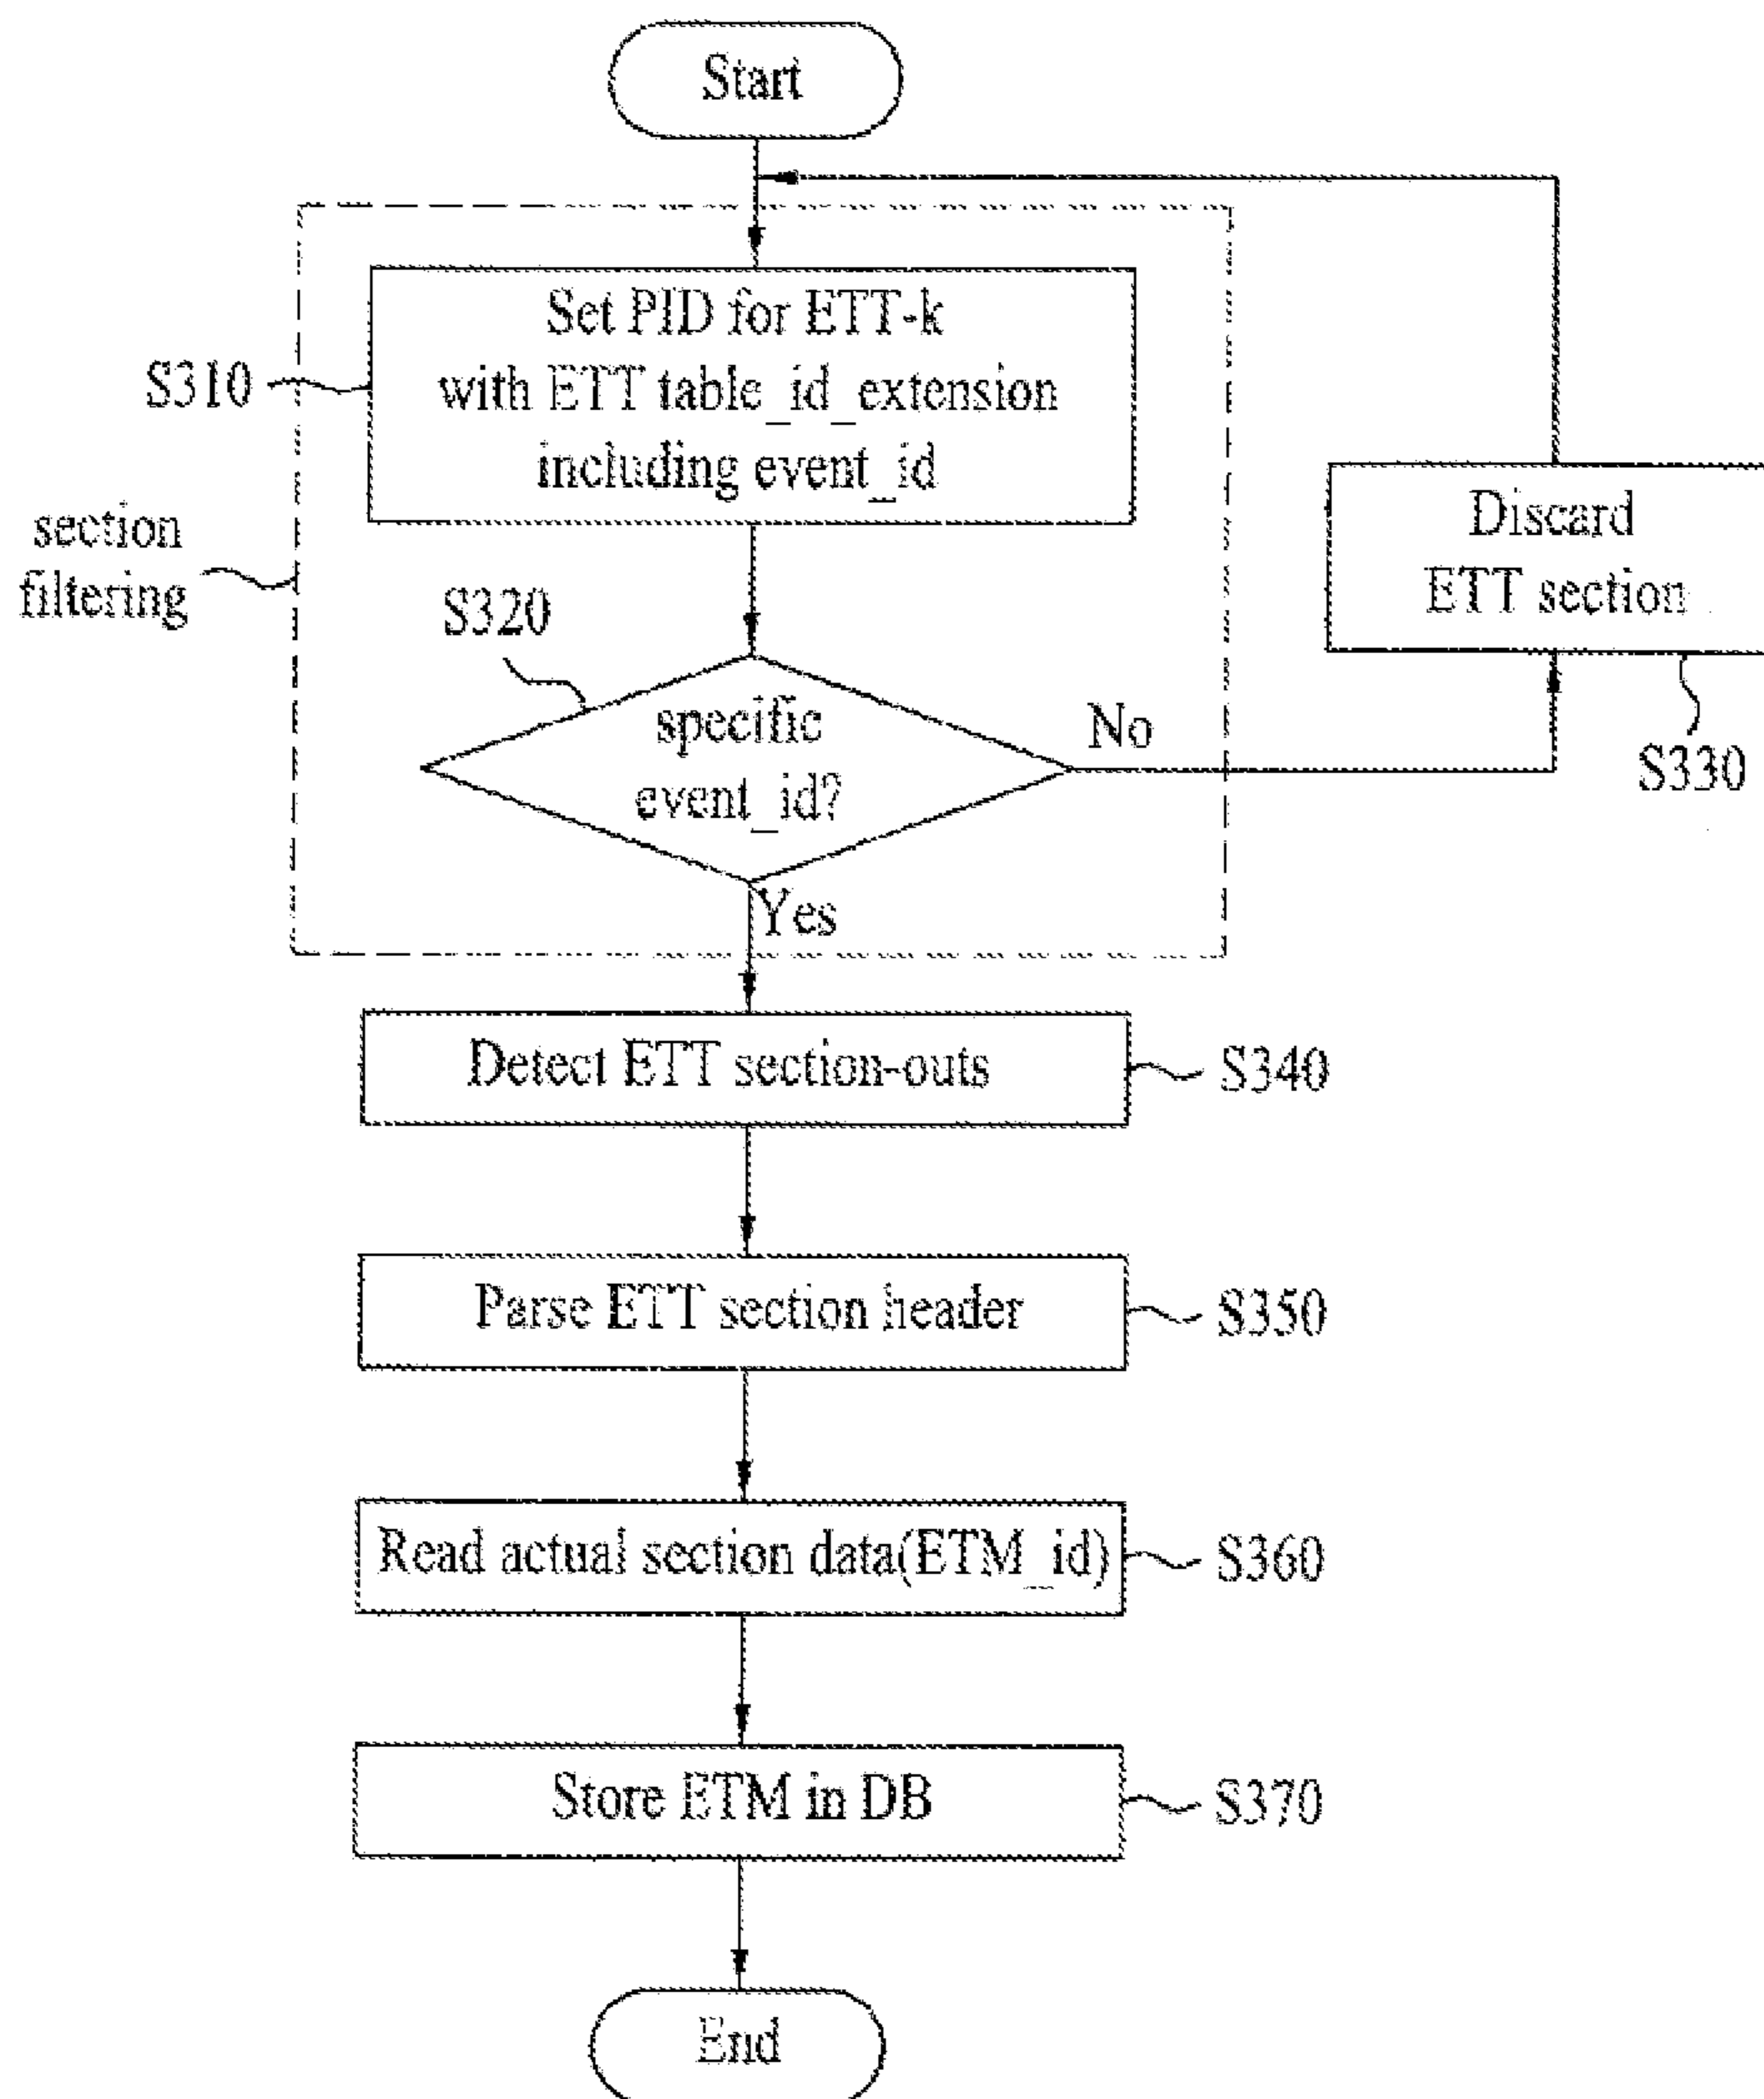 Start
Set PID for ETT-k
with ETT table_id_extension
including event_id
S310
section
filtering
Discard
ETT section
S330
S320
specific
event_id?
No
Yes
Detect ETT section-outs
S340
Parse ETT section header
S350
Read actual section data(ETM_id)
S360
Store ETM in DB
S370
End